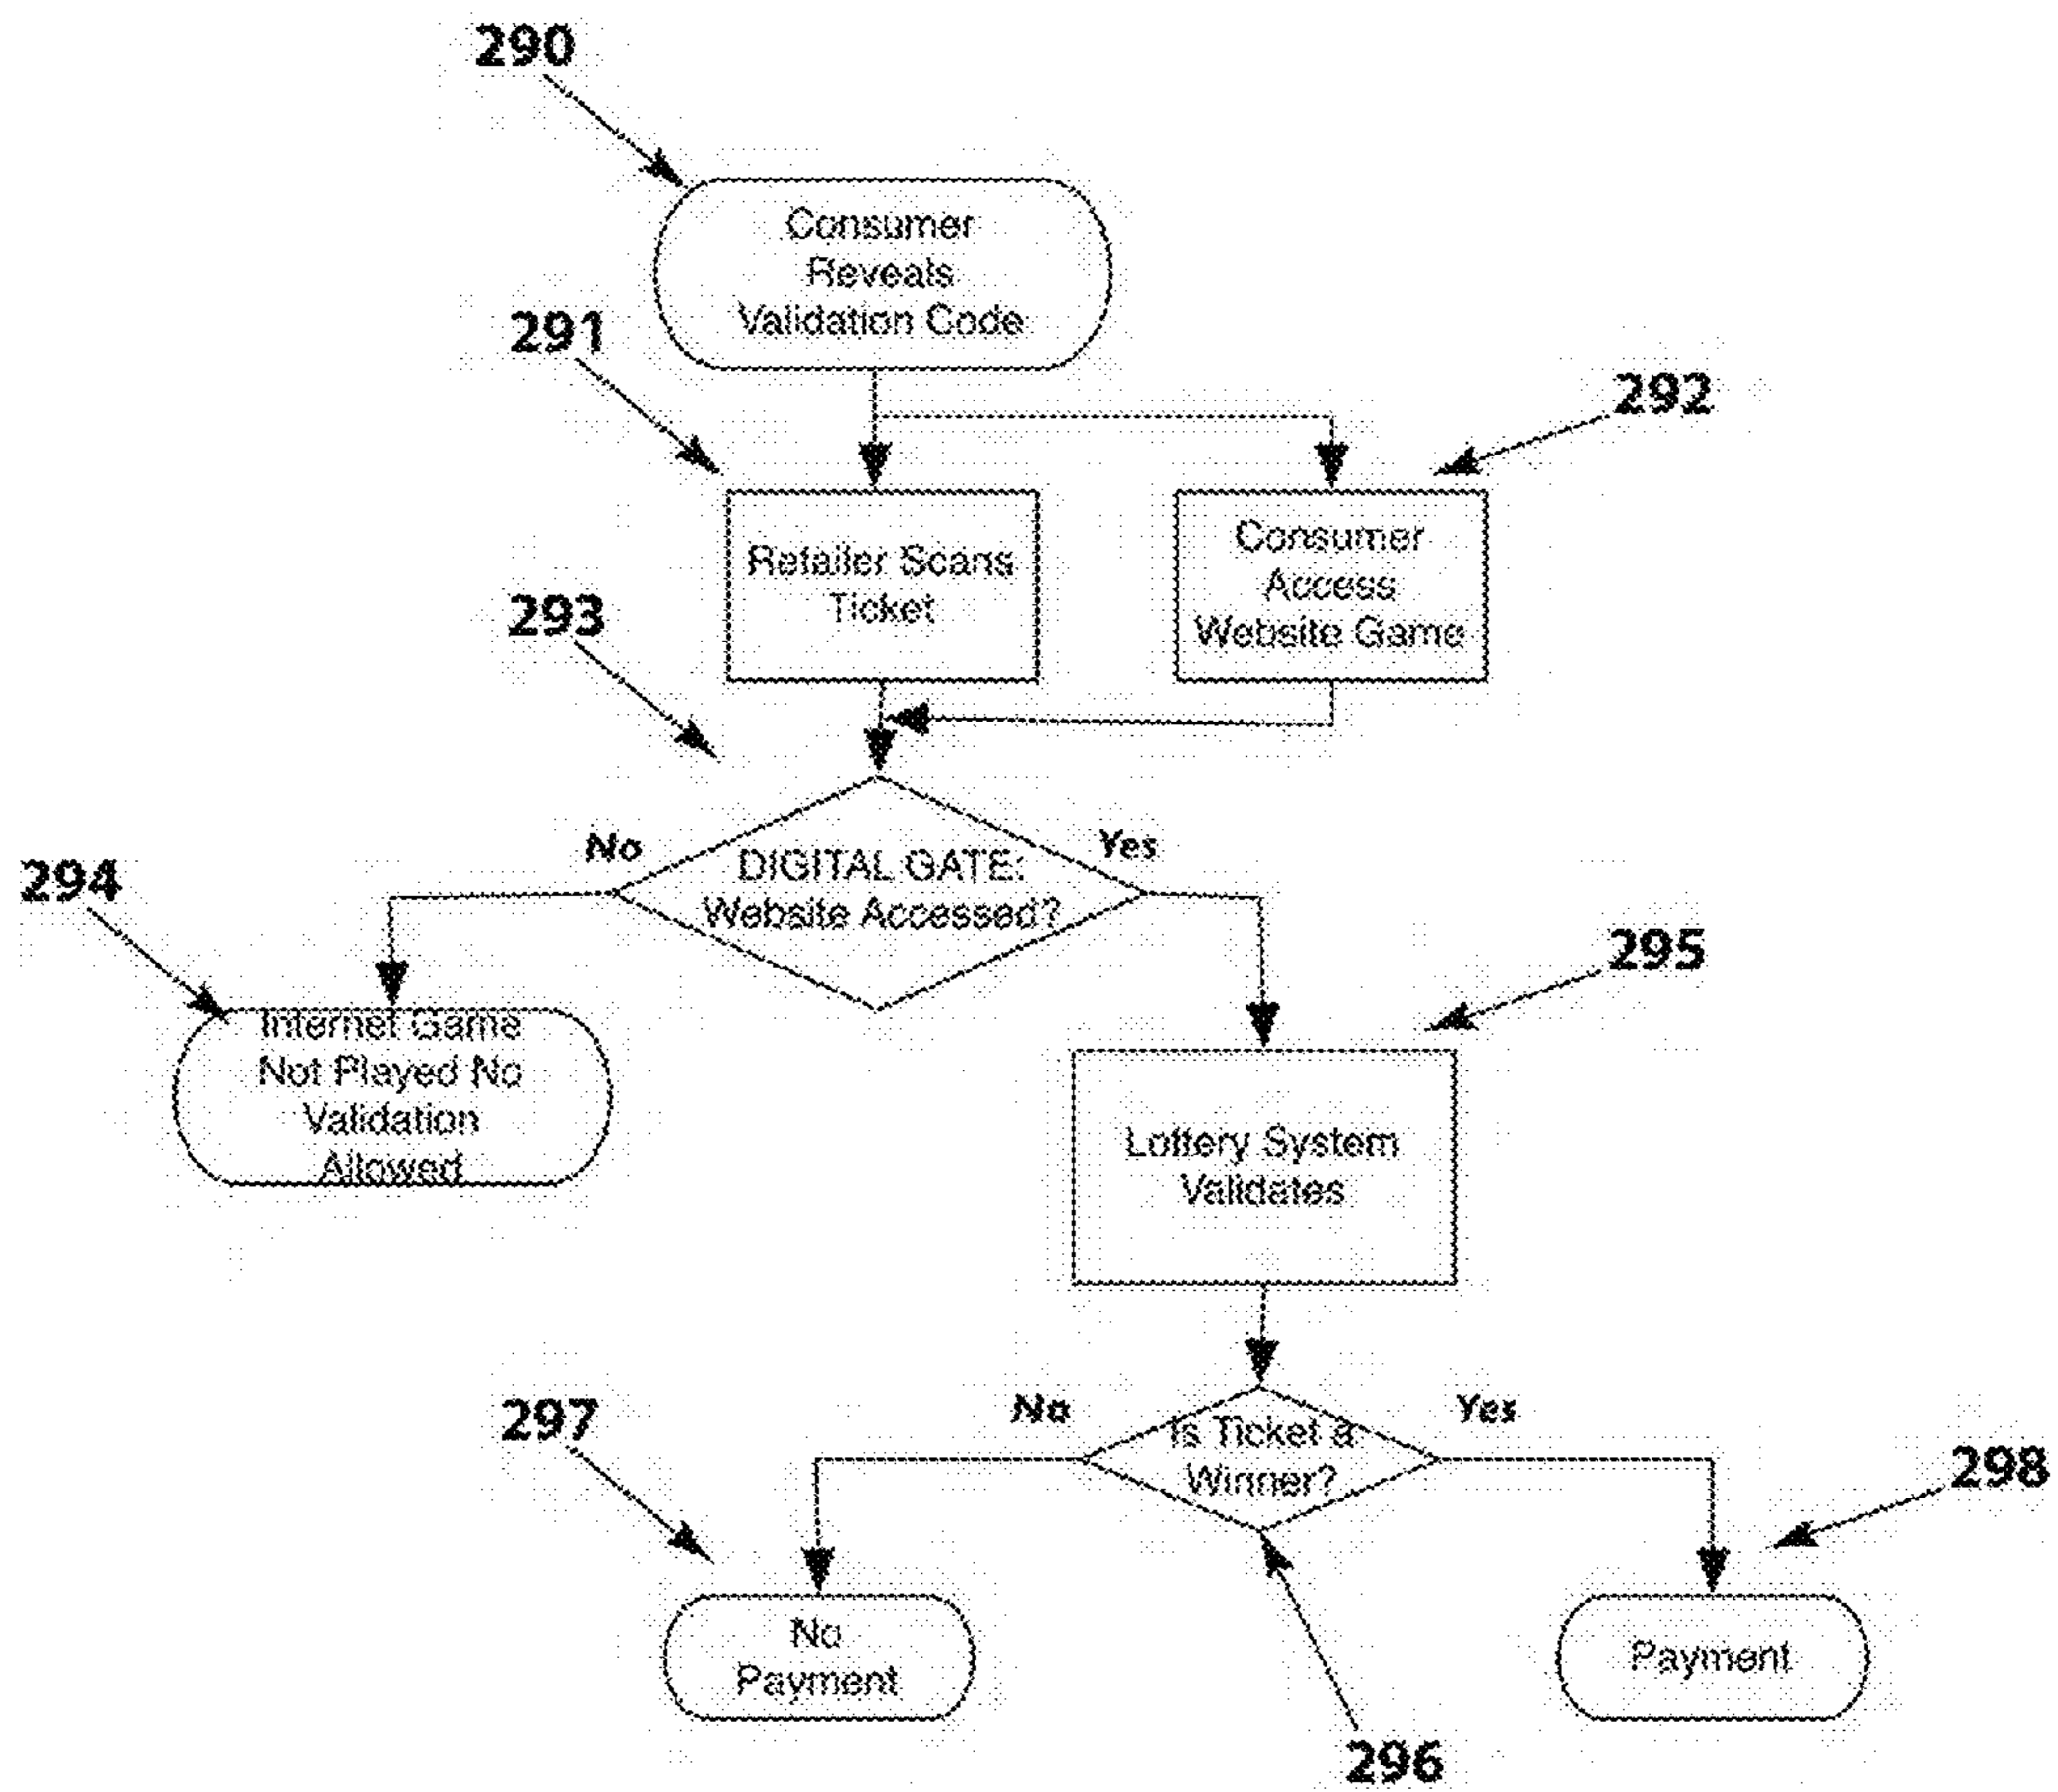 290
Consumer
Reveals
Validation Code
291
292
Retailer Scans
Ticket
Consumer
Access
Website Game
293
No
Yes
DIGITAL GATE:
Website Accessed?
294
295
Internet Game
Not Played No
Validation
Allowed
Lottery System
Validates
297
No
Yes
Is Ticket a
Winner?
298
No
Payment
Payment
296